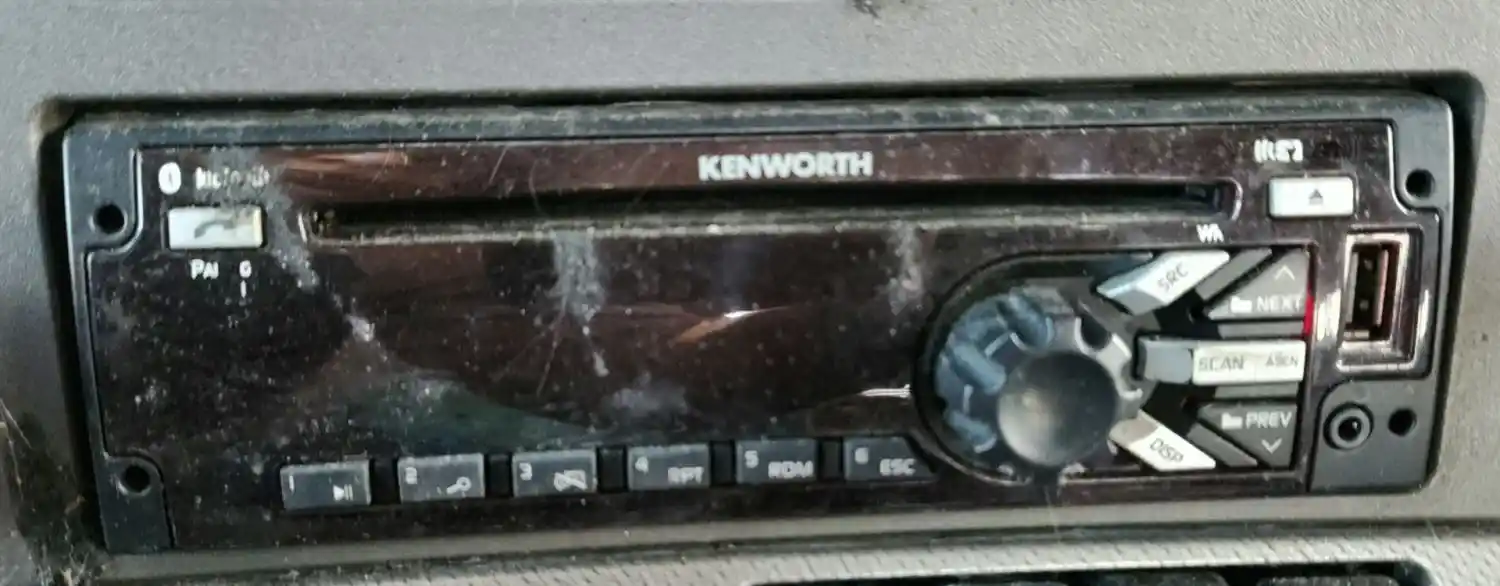 KENWORTH
SRC
NEXT
SCAN
PREV
DISP
1
2
3
4 RPT
5 RDM
6 ESC